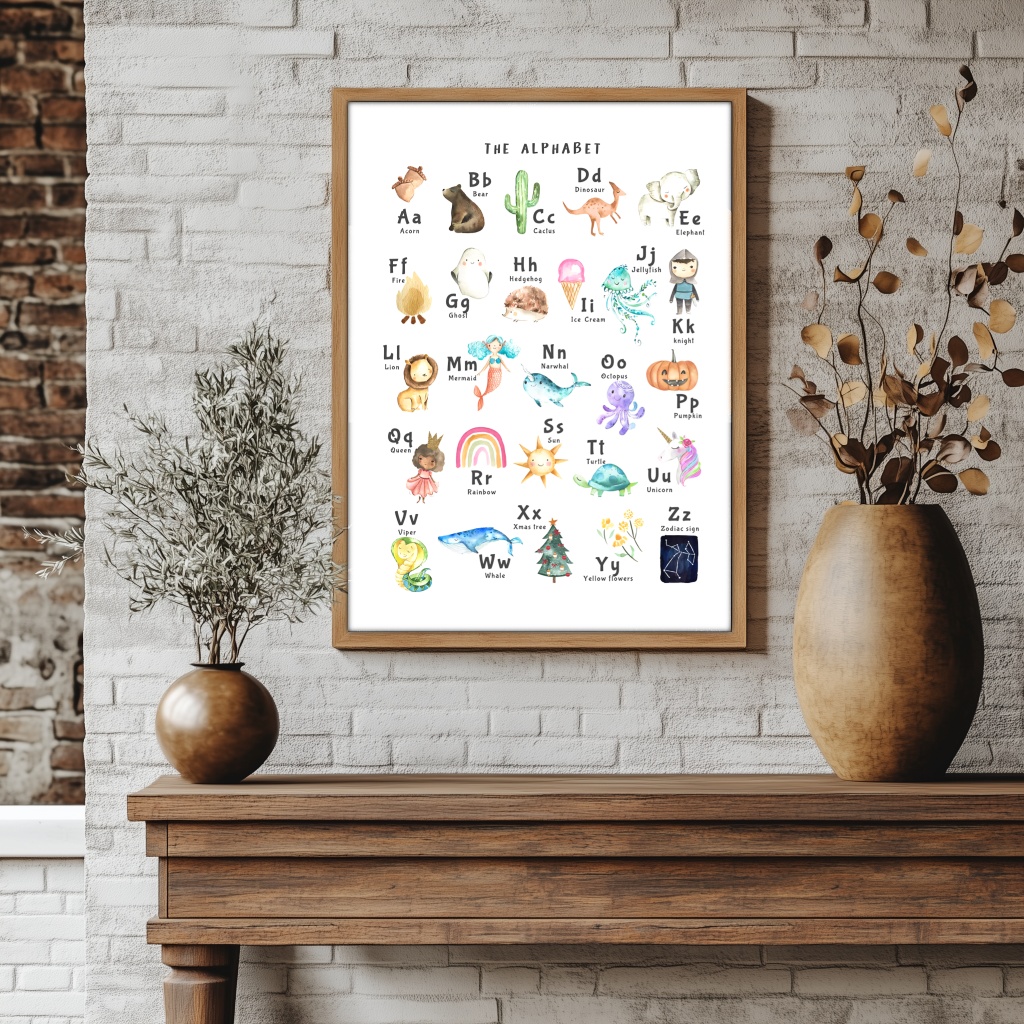 THE ALPHABET
Aa
Acorn
Bb
Bear
Cc
Cactus
Dd
Dinosaur
Ee
Elephant
Ff
Fire
Gg
Ghost
Hh
Hedgehog
Ii
Ice Cream
Jj
Jellyfish
Kk
knight
Ll
Lion
Mm
Mermaid
Nn
Narwhal
Oo
Octopus
Pp
Pumpkin
Qq
Queen
Rr
Rainbow
Ss
Sun
Tt
Turtle
Uu
Unicorn
Vv
Viper
Ww
Whale
Xx
Xmas tree
Yy
Yellow flowers
Zz
Zodiac sign